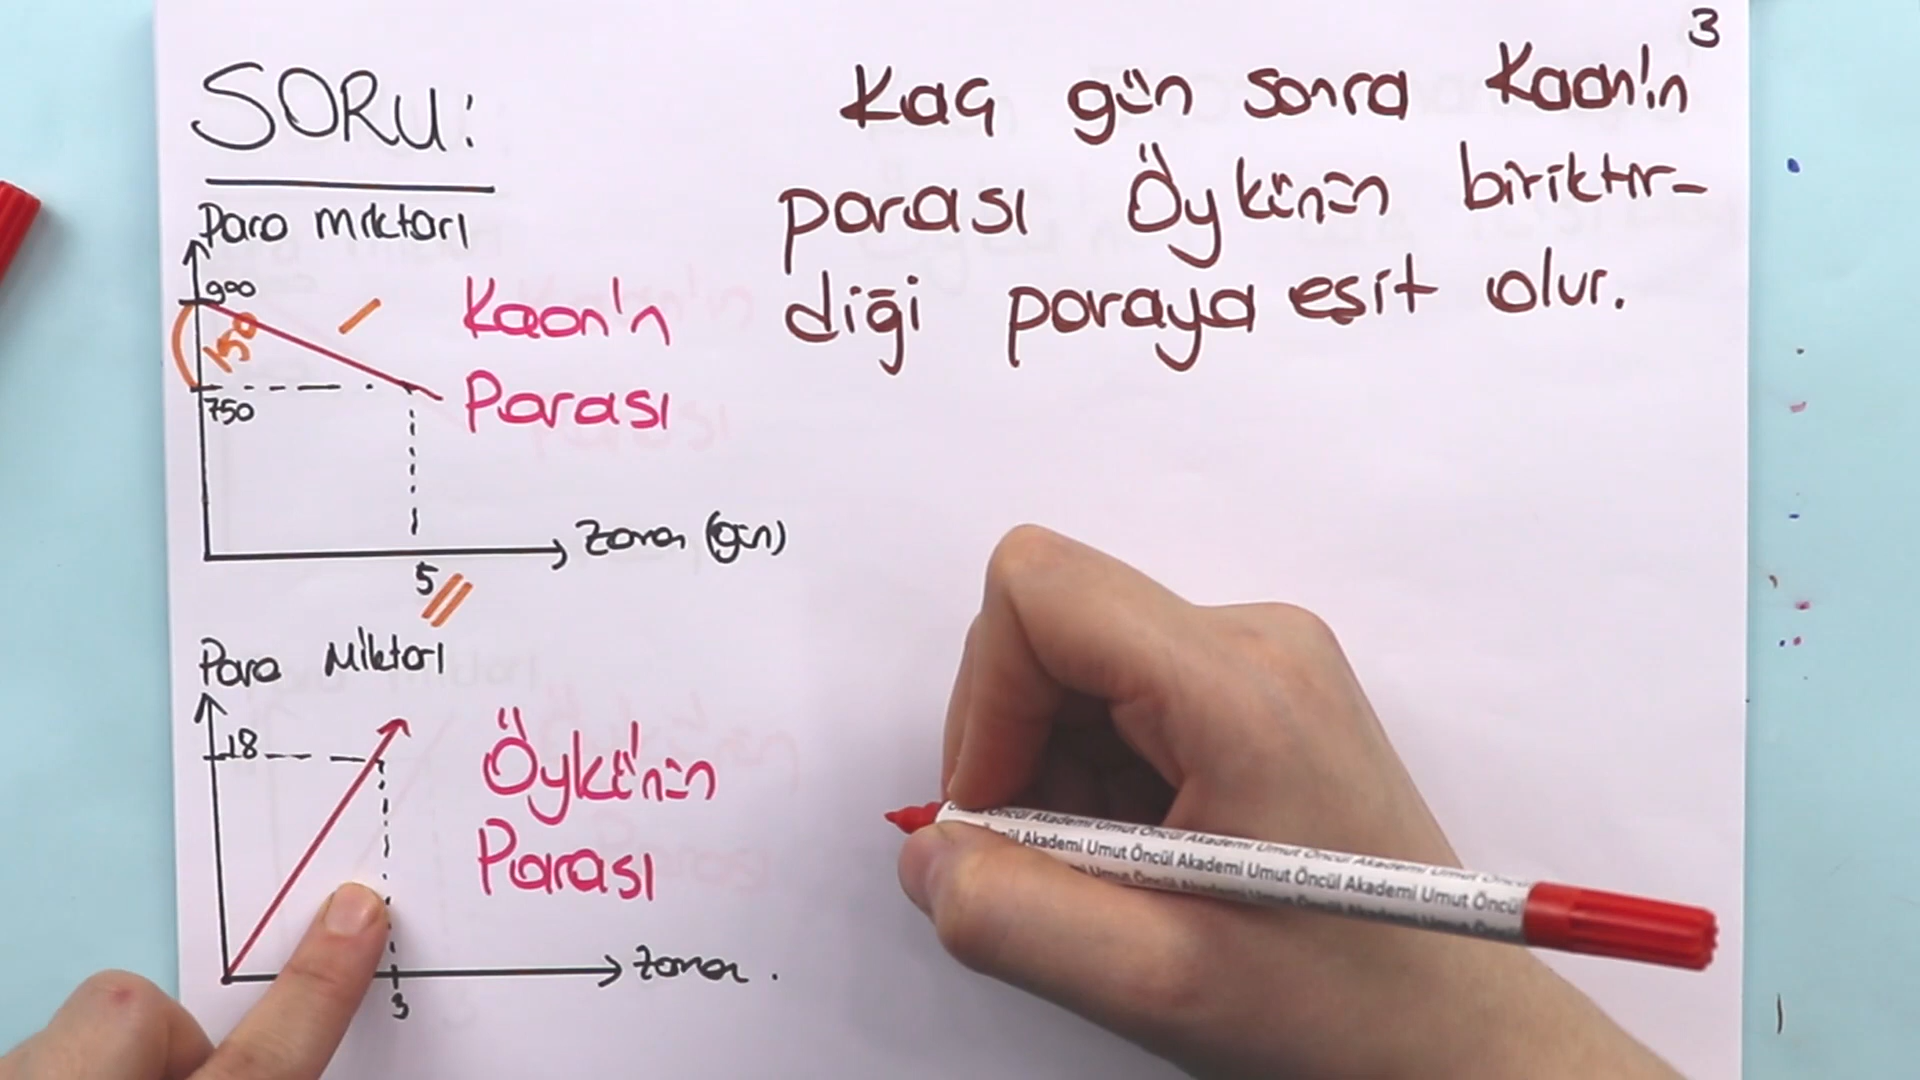 3
SORU:
Kaç gün sonra Kaan'ın
parası Öykünün biriktir-
diği paraya eşit olur.
Para miktarı
900
150
750
Kaan'ın
Parası
Zaman (gün)
5
Para Miktarı
18
Öykü'nün
Parası
Zaman
3
Öncül Akademi Umut Öncül Akademi Umut Öncül Akademi Umut Öncül